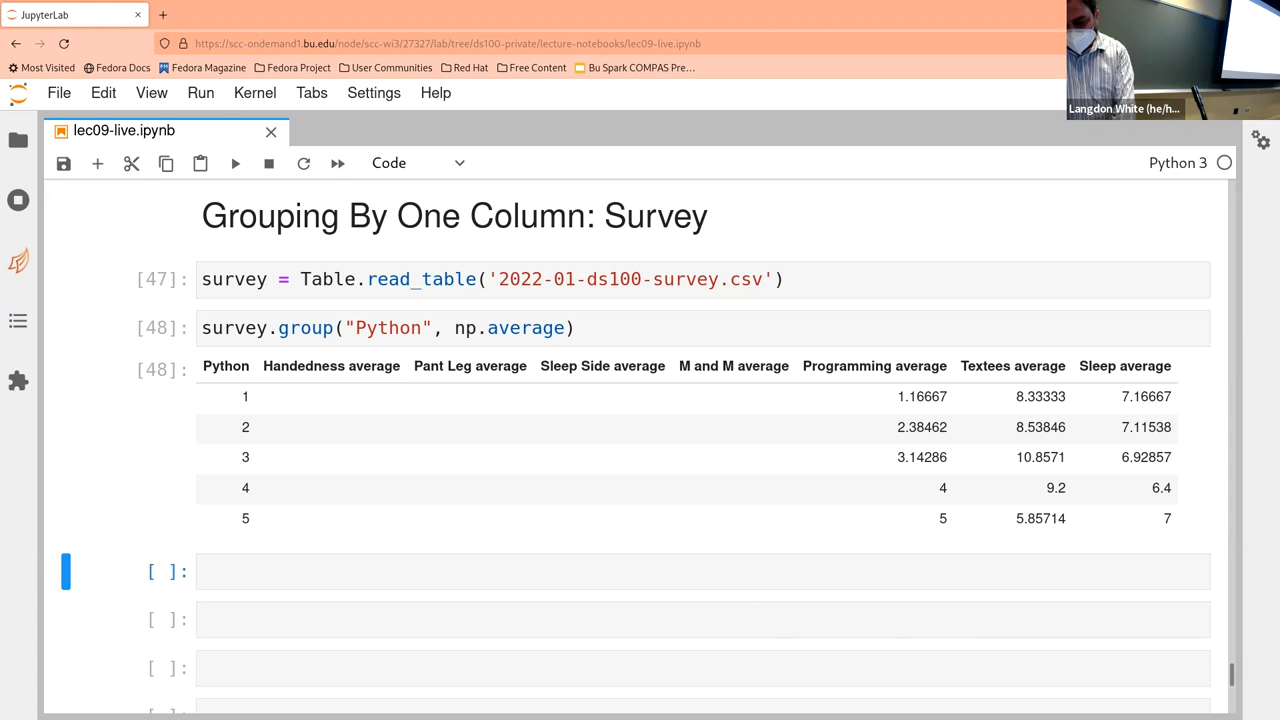 JupyterLab
https://scc-ondemand1.bu.edu/node/scc-wi3/27327/lab/tree/ds100-private/lecture-notebooks/lec09-live.ipynb
Most Visited Fedora Docs Fedora Magazine Fedora Project User Communities Red Hat Free Content Bu Spark COMPAS Pre…
Langdon White (he/h...
File Edit View Run Kernel Tabs Settings Help
lec09-live.ipynb
Code Python 3
Grouping By One Column: Survey
[47]: survey = Table.read_table('2022-01-ds100-survey.csv')
[48]: survey.group("Python", np.average)
[48]: Python Handedness average Pant Leg average Sleep Side average M and M average Programming average Textees average Sleep average
1 1.16667 8.33333 7.16667
2 2.38462 8.53846 7.11538
3 3.14286 10.8571 6.92857
4 4 9.2 6.4
5 5 5.85714 7
[ ]:
[ ]:
[ ]: